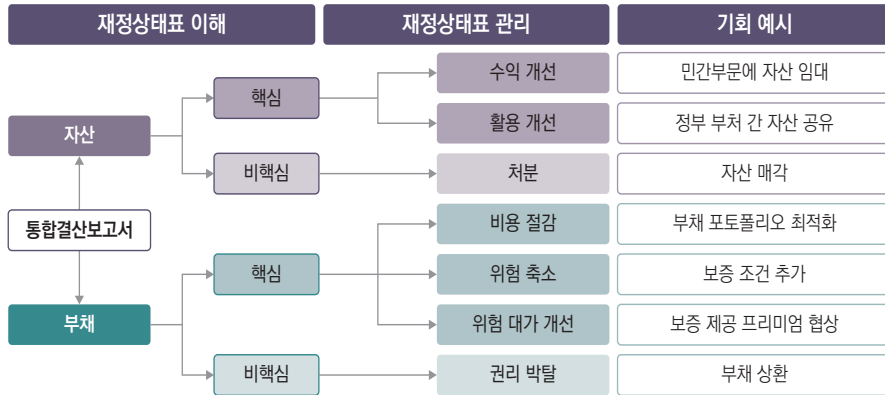 재정상태표 이해
재정상태표 관리
기회 예시
자산
통합결산보고서
부채
핵심
비핵심
핵심
비핵심
수익 개선
민간부문에 자산 임대
활용 개선
정부 부처 간 자산 공유
처분
자산 매각
비용 절감
부채 포토폴리오 최적화
위험 축소
보증 조건 추가
위험 대가 개선
보증 제공 프리미엄 협상
권리 박탈
부채 상환